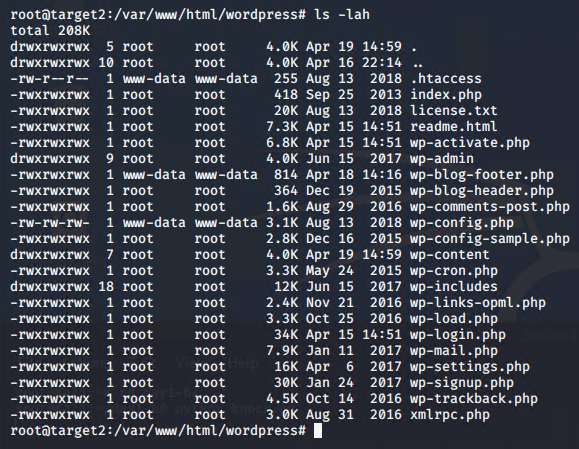 root@target2:/var/www/html/wordpress# ls -lah
total 208K
drwxrwxrwx  5 root     root     4.0K Apr 19 14:59 .
drwxrwxrwx 10 root     root     4.0K Apr 16 22:14 ..
-rw-r--r--  1 www-data www-data  255 Aug 13  2018 .htaccess
-rwxrwxrwx  1 root     root      418 Sep 25  2013 index.php
-rwxrwxrwx  1 root     root      20K Aug 13  2018 license.txt
-rwxrwxrwx  1 root     root     7.3K Apr 15 14:51 readme.html
-rwxrwxrwx  1 root     root     6.8K Apr 15 14:51 wp-activate.php
drwxrwxrwx  9 root     root     4.0K Jun 15  2017 wp-admin
-rwxrwxrwx  1 www-data www-data  814 Apr 18 14:16 wp-blog-footer.php
-rwxrwxrwx  1 root     root      364 Dec 19  2015 wp-blog-header.php
-rwxrwxrwx  1 root     root     1.6K Aug 29  2016 wp-comments-post.php
-rw-rw-rw-  1 www-data www-data 3.1K Aug 13  2018 wp-config.php
-rwxrwxrwx  1 root     root     2.8K Dec 16  2015 wp-config-sample.php
drwxrwxrwx  6 root     root     4.0K Apr 19 14:59 wp-content
-rwxrwxrwx  1 root     root     3.3K May 24  2015 wp-cron.php
drwxrwxrwx 18 root     root      12K Jun 15  2017 wp-includes
-rwxrwxrwx  1 root     root     2.4K Nov 21  2016 wp-links-opml.php
-rwxrwxrwx  1 root     root     3.3K Oct 25  2016 wp-load.php
-rwxrwxrwx  1 root     root      34K Apr 15 14:51 wp-login.php
-rwxrwxrwx  1 root     root     7.9K Jan 11  2017 wp-mail.php
-rwxrwxrwx  1 root     root      16K Apr  6  2017 wp-settings.php
-rwxrwxrwx  1 root     root      30K Jan 24  2017 wp-signup.php
-rwxrwxrwx  1 root     root     4.5K Oct 14  2016 wp-trackback.php
-rwxrwxrwx  1 root     root     3.0K Aug 31  2016 xmlrpc.php
root@target2:/var/www/html/wordpress#